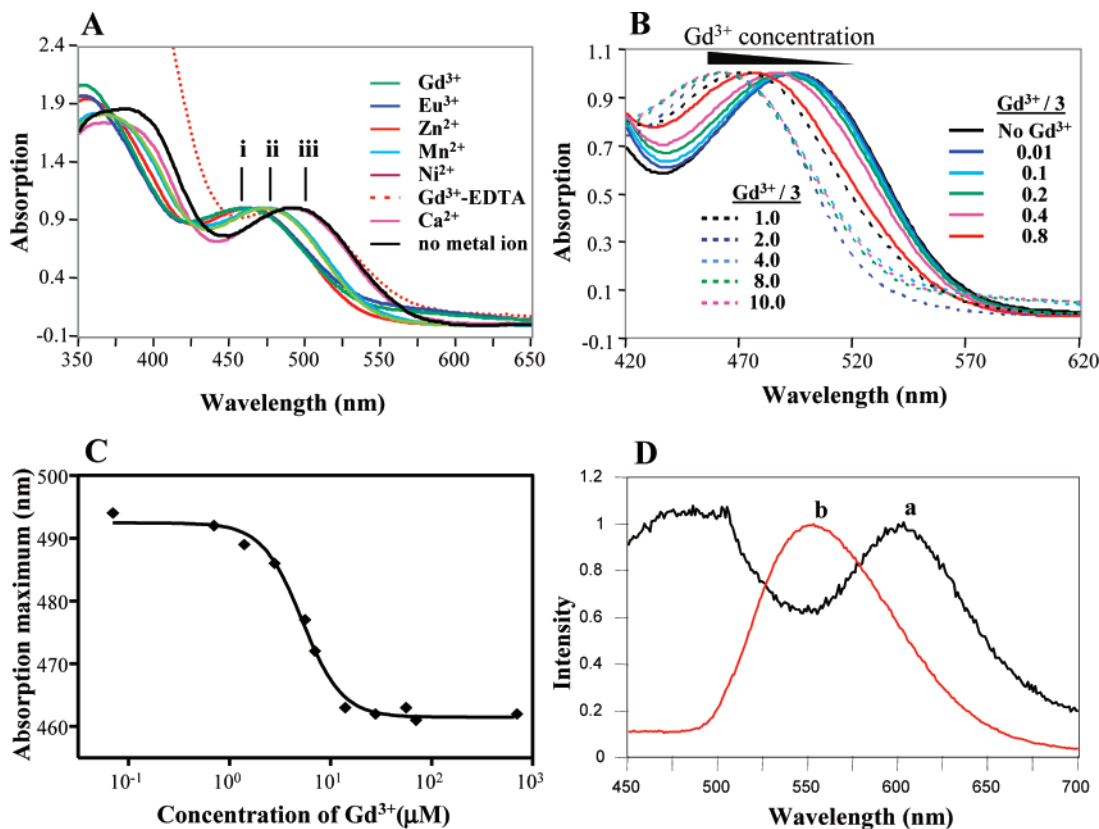 A
2.4
1.9
1.4
0.9
0.4
-0.1
Absorption
i ii iii
Gd³⁺
Eu³⁺
Zn²⁺
Mn²⁺
Ni²⁺
Gd³⁺-EDTA
Ca²⁺
no metal ion
350 400 450 500 550 600 650
Wavelength (nm)
B
Gd³⁺ concentration
1.1
0.9
0.7
0.5
0.3
0.1
-0.1
Absorption
Gd³⁺/ 3
1.0
2.0
4.0
8.0
10.0
Gd³⁺/ 3
No Gd³⁺
0.01
0.1
0.2
0.4
0.8
420 470 520 570 620
Wavelength (nm)
C
500
490
480
470
460
Absorption maximum (nm)
10⁻¹ 10⁰ 10¹ 10² 10³
Concentration of Gd³⁺(μM)
D
1.2
1
0.8
0.6
0.4
0.2
0
Intensity
b a
450 500 550 600 650 700
Wavelength (nm)